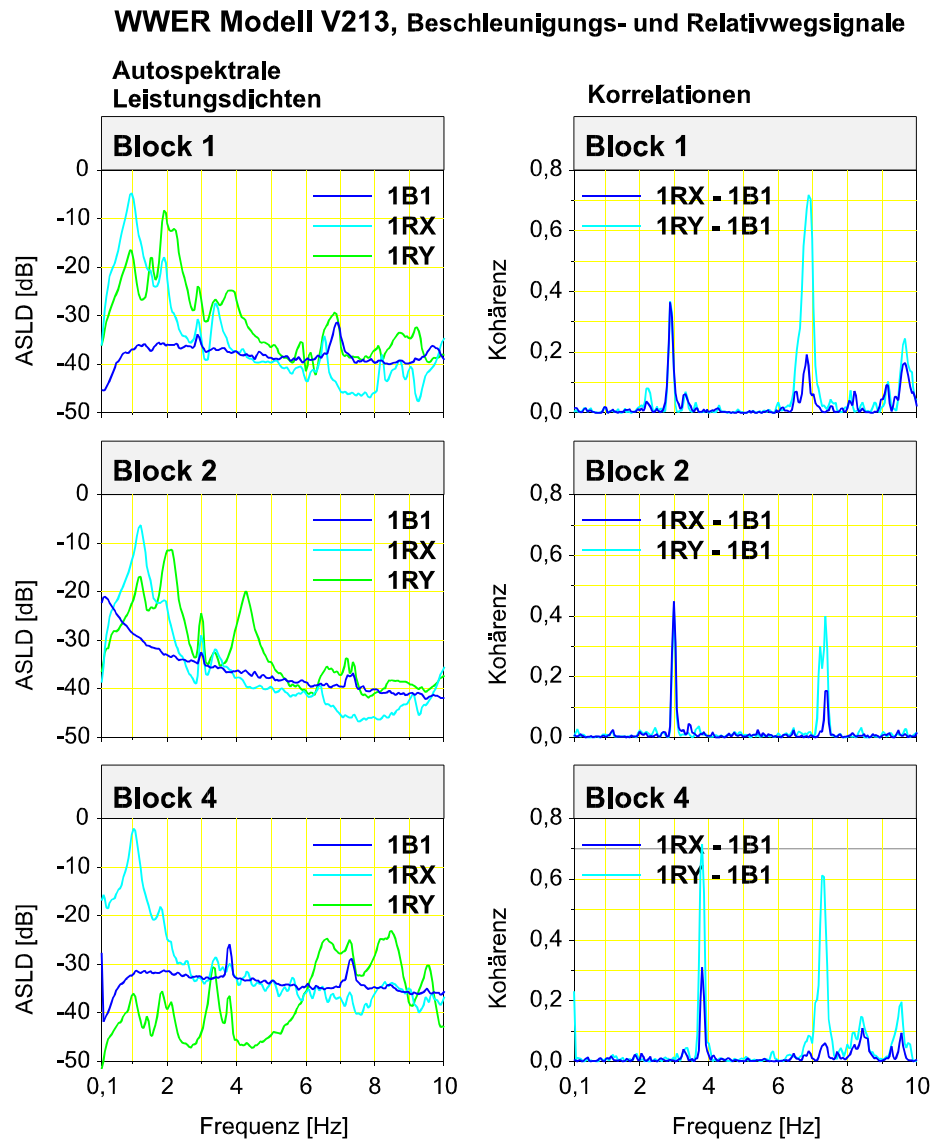 WWER Modell V213, Beschleunigungs- und Relativwegsignale
Autospektrale
Leistungsdichten
Korrelationen
Block 1
0
-10
-20
-30
-40
-50
ASLD [dB]
1B1
1RX
1RY
Block 1
0,8
0,6
0,4
0,2
0,0
Kohärenz
1RX - 1B1
1RY - 1B1
Block 2
0
-10
-20
-30
-40
-50
ASLD [dB]
1B1
1RX
1RY
Block 2
0,8
0,6
0,4
0,2
0,0
Kohärenz
1RX - 1B1
1RY - 1B1
Block 4
0
-10
-20
-30
-40
-50
ASLD [dB]
1B1
1RX
1RY
0,1 2 4 6 8 10
Frequenz [Hz]
Block 4
0,8
0,6
0,4
0,2
0,0
Kohärenz
1RX - 1B1
1RY - 1B1
0,1 2 4 6 8 10
Frequenz [Hz]